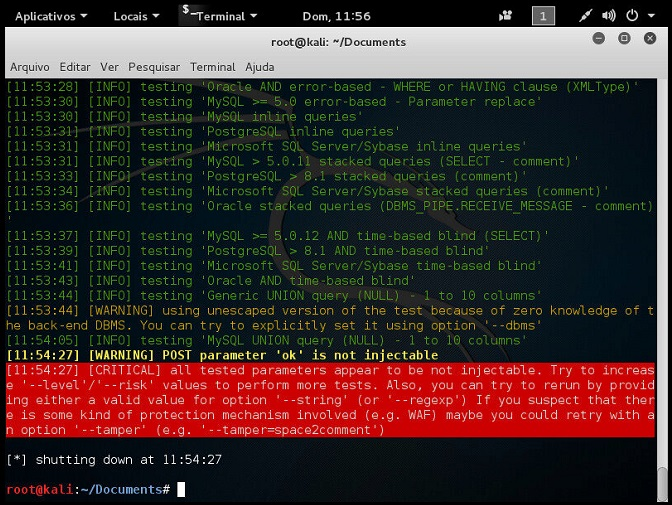 Aplicativos Locais Terminal Dom, 11:56 1
root@kali: ~/Documents
Arquivo Editar Ver Pesquisar Terminal Ajuda
[11:53:28] [INFO] testing 'Oracle AND error-based - WHERE or HAVING clause (XMLType)'
[11:53:30] [INFO] testing 'MySQL >= 5.0 error-based - Parameter replace'
[11:53:30] [INFO] testing 'MySQL inline queries'
[11:53:31] [INFO] testing 'PostgreSQL inline queries'
[11:53:31] [INFO] testing 'Microsoft SQL Server/Sybase inline queries'
[11:53:31] [INFO] testing 'MySQL > 5.0.11 stacked queries (SELECT - comment)'
[11:53:33] [INFO] testing 'PostgreSQL > 8.1 stacked queries (comment)'
[11:53:34] [INFO] testing 'Microsoft SQL Server/Sybase stacked queries (comment)'
[11:53:36] [INFO] testing 'Oracle stacked queries (DBMS_PIPE.RECEIVE_MESSAGE - comment)
'
[11:53:37] [INFO] testing 'MySQL >= 5.0.12 AND time-based blind (SELECT)'
[11:53:39] [INFO] testing 'PostgreSQL > 8.1 AND time-based blind'
[11:53:41] [INFO] testing 'Microsoft SQL Server/Sybase time-based blind'
[11:53:43] [INFO] testing 'Oracle AND time-based blind'
[11:53:44] [INFO] testing 'Generic UNION query (NULL) - 1 to 10 columns'
[11:53:44] [WARNING] using unescaped version of the test because of zero knowledge of t
he back-end DBMS. You can try to explicitly set it using option '--dbms'
[11:54:05] [INFO] testing 'MySQL UNION query (NULL) - 1 to 10 columns'
[11:54:27] [WARNING] POST parameter 'ok' is not injectable
[11:54:27] [CRITICAL] all tested parameters appear to be not injectable. Try to increas
e '--level'/'--risk' values to perform more tests. Also, you can try to rerun by provid
ing either a valid value for option '--string' (or '--regexp') If you suspect that ther
e is some kind of protection mechanism involved (e.g. WAF) maybe you could retry with a
n option '--tamper' (e.g. '--tamper=space2comment')
[*] shutting down at 11:54:27
root@kali:~/Documents#